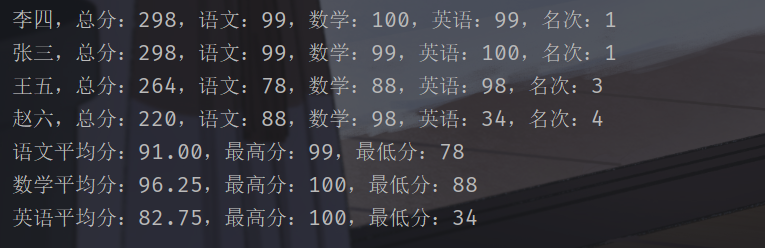 李四，总分：298，语文：99，数学：100，英语：99，名次：1
张三，总分：298，语文：99，数学：99，英语：100，名次：1
王五，总分：264，语文：78，数学：88，英语：98，名次：3
赵六，总分：220，语文：88，数学：98，英语：34，名次：4
语文平均分：91.00，最高分：99，最低分：78
数学平均分：96.25，最高分：100，最低分：88
英语平均分：82.75，最高分：100，最低分：34